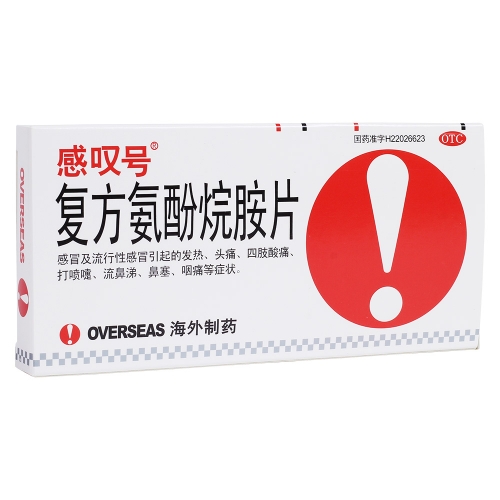 国药准字H22026623
OTC
感叹号®
复方氨酚烷胺片
感冒及流行性感冒引起的发热、头痛、四肢酸痛、
打喷嚏、流鼻涕、鼻塞、咽痛等症状。
OVERSEAS 海外制药
OVERSEAS